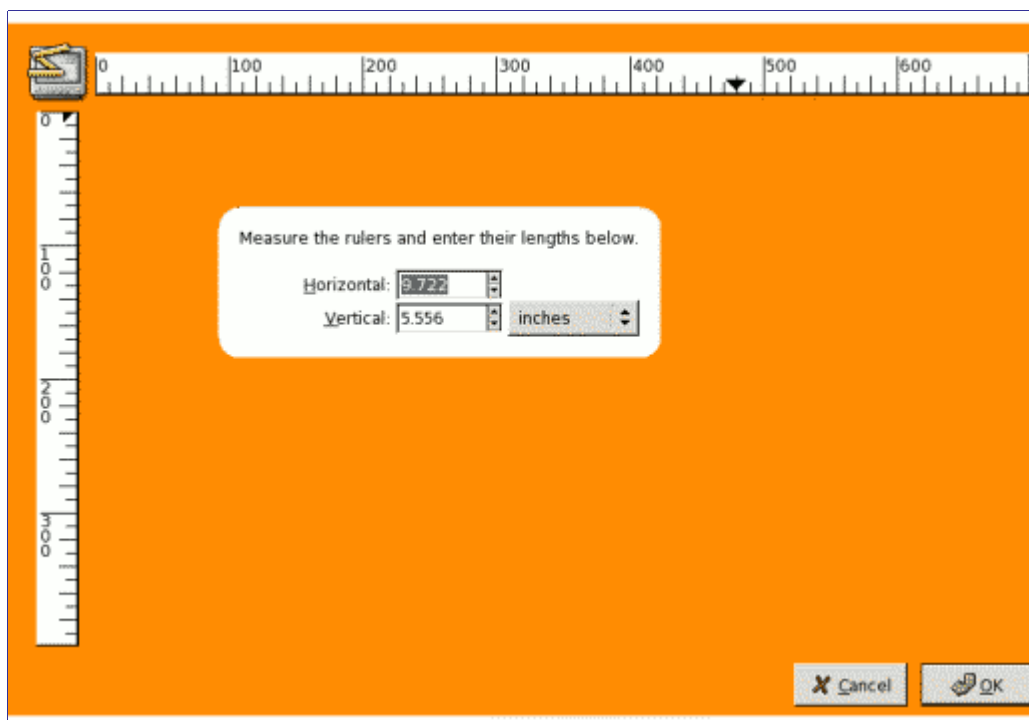 0 100 200 300 400 500 600
0
100
200
300
Measure the rulers and enter their lengths below.
Horizontal: 9.722
Vertical: 5.556 inches
Cancel OK